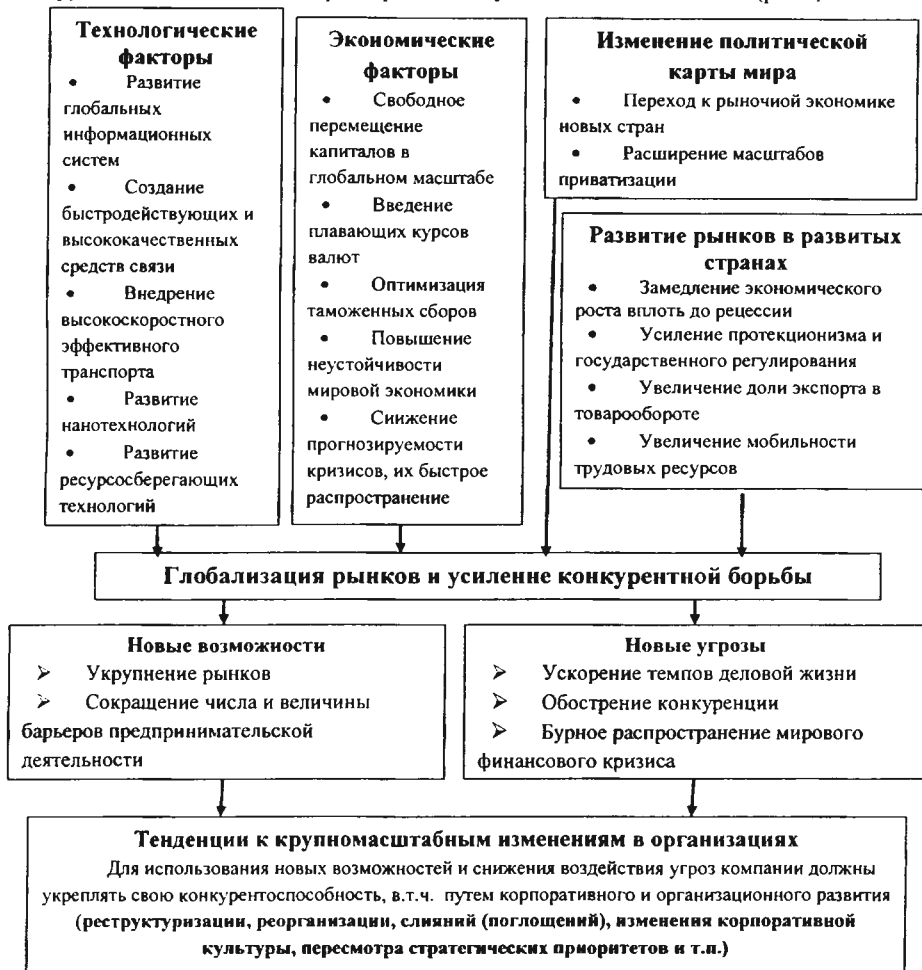 Технологические
факторы
• Развитие
глобальных
информационных
систем
• Создание
быстродействующих и
высококачественных
средств связи
• Внедрение
высокоскоростного
эффективного
транспорта
• Развитие
нанотехнологий
• Развитие
ресурсосберегающих
технологий
Экономические
факторы
• Свободное
перемещение
капиталов в
глобальном масштабе
• Введение
плавающих курсов
валют
• Оптимизация
таможенных сборов
• Повышение
неустойчивости
мировой экономики
• Снижение
прогнозируемости
кризисов, их быстрое
распространение
Изменение политической
карты мира
• Переход к рыночной экономике
новых стран
• Расширение масштабов
приватизации
Развитие рынков в развитых
странах
• Замедление экономического
роста вплоть до рецессии
• Усиление протекционизма и
государственного регулирования
• Увеличение доли экспорта в
товарообороте
• Увеличение мобильности
трудовых ресурсов
Глобализация рынков и усиление конкурентной борьбы
Новые возможности
➢ Укрупнение рынков
➢ Сокращение числа и величины
барьеров предпринимательской
деятельности
Новые угрозы
➢ Ускорение темпов деловой жизни
➢ Обострение конкуренции
➢ Бурное распространение мирового
финансового кризиса
Тенденции к крупномасштабным изменениям в организациях
Для использования новых возможностей и снижения воздействия угроз компании должны
укреплять свою конкурентоспособность, в.т.ч. путем корпоративного и организационного развития
(реструктуризации, реорганизации, слияний (поглощений), изменения корпоративной
культуры, пересмотра стратегических приоритетов и т.п.)